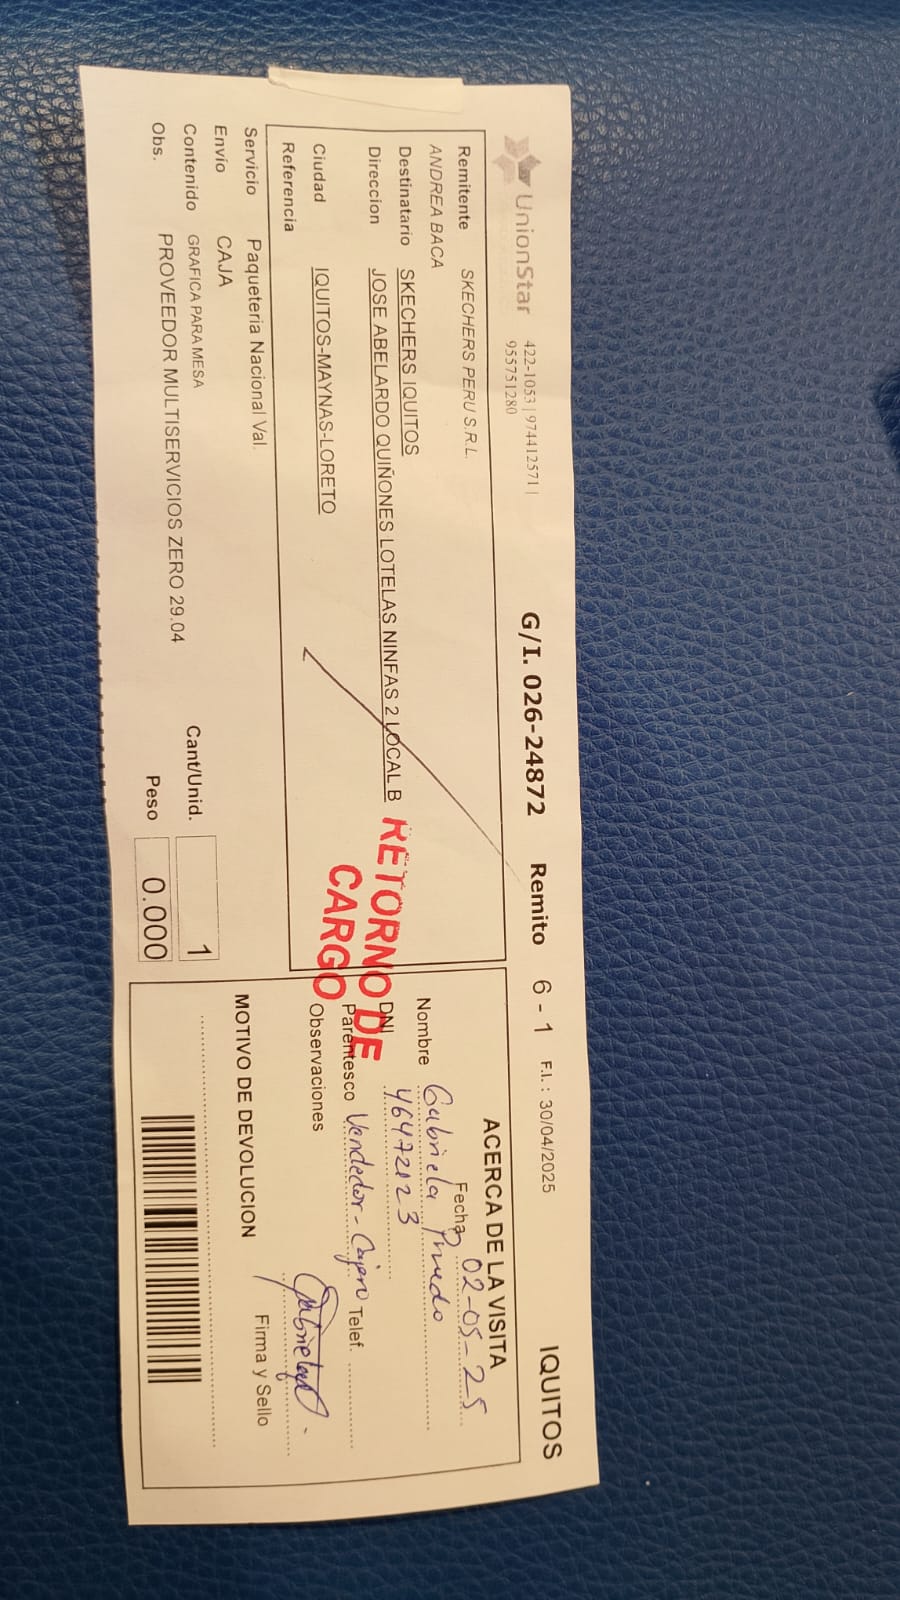 UnionStar 422-1053 | 974412571 |
955751280
G/I. 026-24872 Remito 6 - 1 F.I.: 30/04/2025 IQUITOS
Remitente SKECHERS PERU S.R.L.
ANDREA BACA
Destinatario SKECHERS IQUITOS
Direccion JOSE ABELARDO QUIÑONES LOTELAS NINFAS 2 LOCAL B
Ciudad IQUITOS-MAYNAS-LORETO
Referencia
RETORNO DE
CARGO
Servicio Paqueteria Nacional Val.
Envío CAJA
Contenido GRAFICA PARA MESA Cant/Unid. 1
Obs. PROVEEDOR MULTISERVICIOS ZERO 29.04 Peso 0.000
ACERCA DE LA VISITA
Fecha 02-05-25
Nombre Gabriela
DNI 46472123
Parentesco Vendedor - Cajero Telef.
Observaciones
Firma y Sello
MOTIVO DE DEVOLUCION